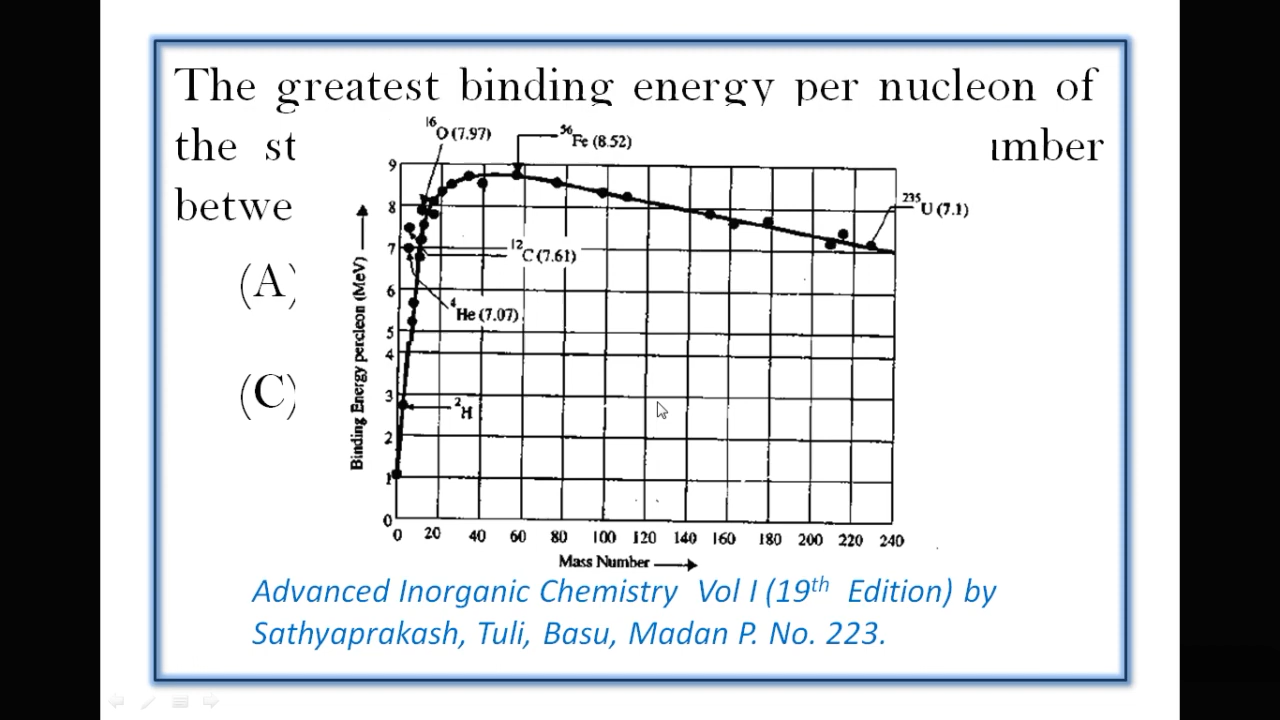 The greatest binding energy per nucleon of
the st
umber
betwe
(A)
(C)
16O (7.97)
56Fe (8.52)
235U (7.1)
12C (7.61)
4He (7.07)
2H
9
8
7
6
5
4
3
2
1
0
Binding Energy percleon (MeV)
0 20 40 60 80 100 120 140 160 180 200 220 240
Mass Number
Advanced Inorganic Chemistry Vol I (19th Edition) by
Sathyaprakash, Tuli, Basu, Madan P. No. 223.